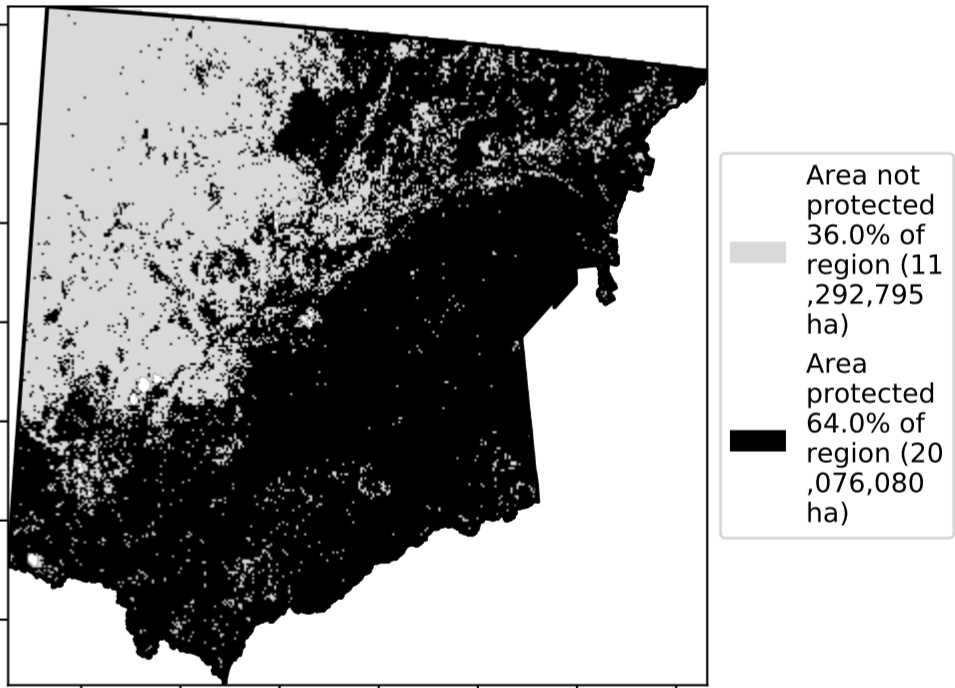 Area not
protected
36.0% of
region (11
,292,795
ha)
Area
protected
64.0% of
region (20
,076,080
ha)